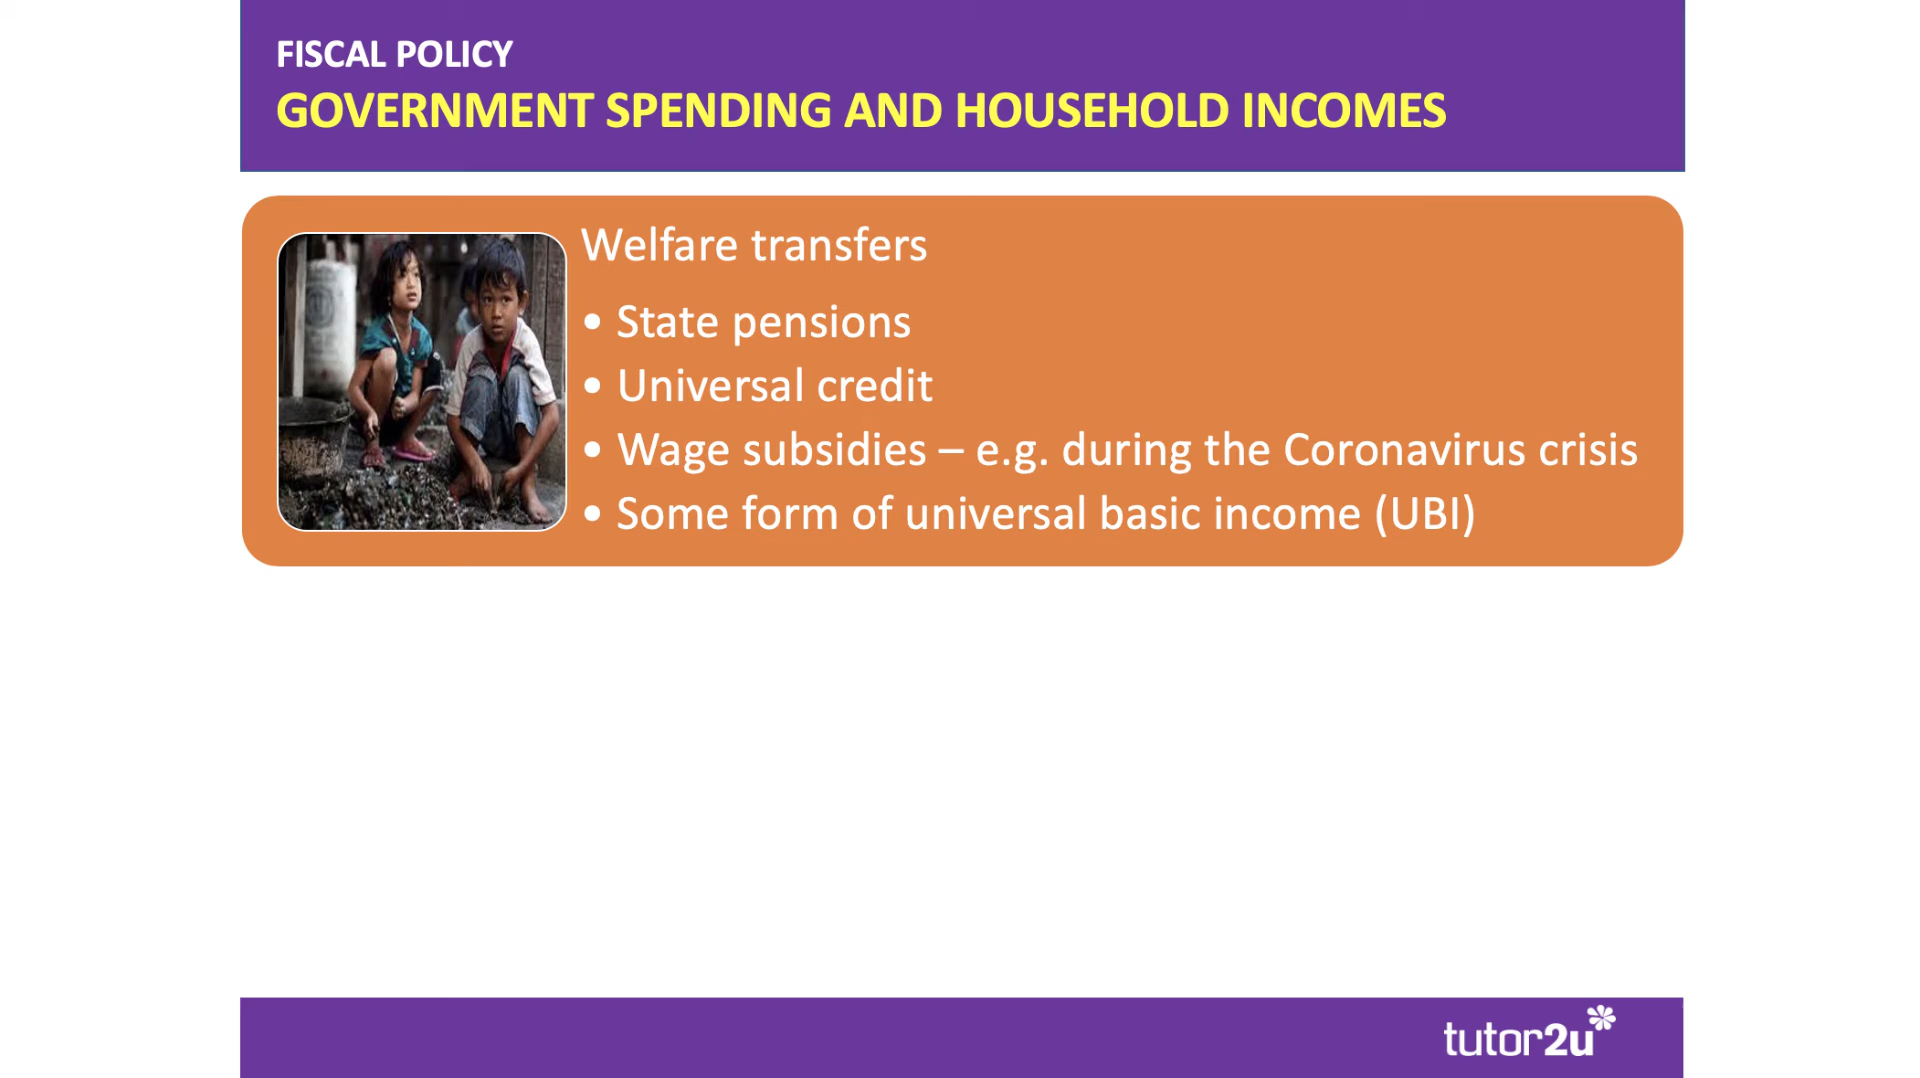 FISCAL POLICY
GOVERNMENT SPENDING AND HOUSEHOLD INCOMES
Welfare transfers
• State pensions
• Universal credit
• Wage subsidies – e.g. during the Coronavirus crisis
• Some form of universal basic income (UBI)
tutor2u